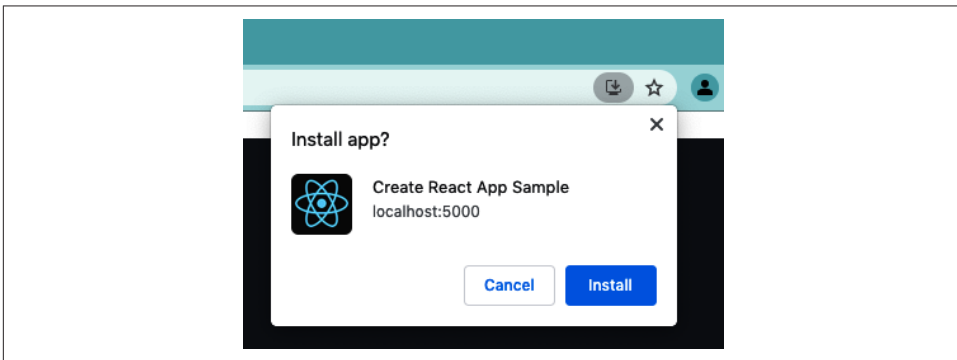 Install app?
Create React App Sample
localhost:5000
Cancel
Install